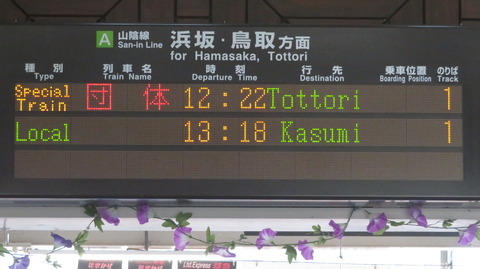 A 山陰線 浜坂・鳥取方面
San-in Line for Hamasaka, Tottori
種別 列車名 時刻 行先 乗車位置 のりば
Type Train Name Departure Time Destination Boarding Position Track
Special Train 団体 12:22 Tottori 1
Local 13:18 Kasumi 1
Ltd.Express